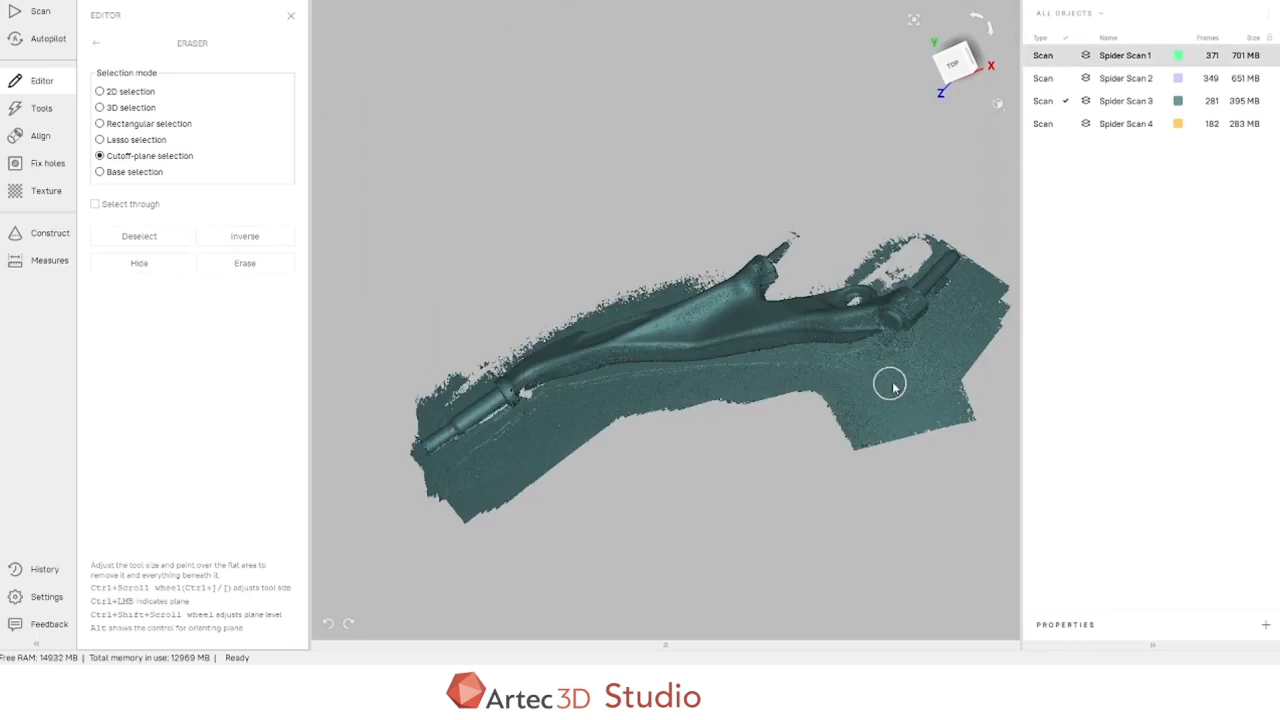 Scan
Autopilot
Editor
Tools
Align
Fix holes
Texture
Construct
Measures
History
Settings
Feedback
EDITOR
ERASER
Selection mode
2D selection
3D selection
Rectangular selection
Lasso selection
Cutoff-plane selection
Base selection
Select through
Deselect Inverse
Hide Erase
Adjust the tool size and paint over the flat area to
remove it and everything beneath it.
Ctrl+Scroll wheel(Ctrl+]/[) adjusts tool size
Ctrl+LMB indicates plane
Ctrl+Shift+Scroll wheel adjusts plane level
Alt shows the control for orienting plane
Y
TOP
X
Z
ALL OBJECTS
Type Name Frames Size
Scan Spider Scan 1 371 701 MB
Scan Spider Scan 2 349 651 MB
Scan Spider Scan 3 281 395 MB
Scan Spider Scan 4 182 283 MB
PROPERTIES
Free RAM: 14932 MB | Total memory in use: 12969 MB | Ready
Artec3D Studio